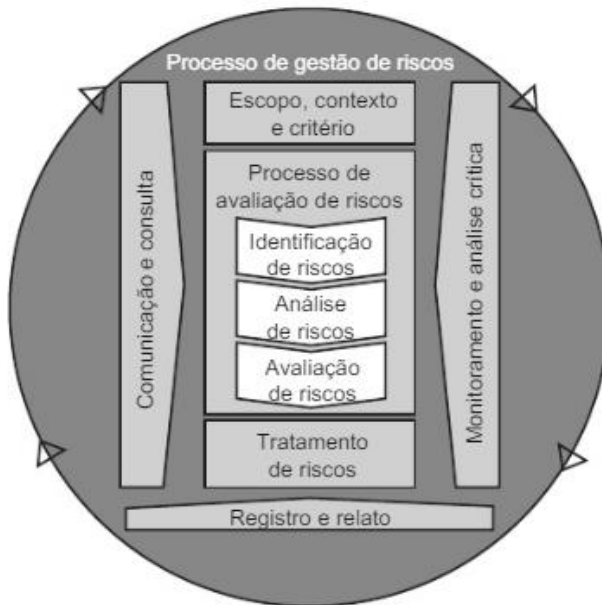 Processo de gestão de riscos
Escopo, contexto
e critério
Processo de
avaliação de riscos
Identificação
de riscos
Análise
de riscos
Avaliação
de riscos
Tratamento
de riscos
Comunicação e consulta
Monitoramento e análise crítica
Registro e relato